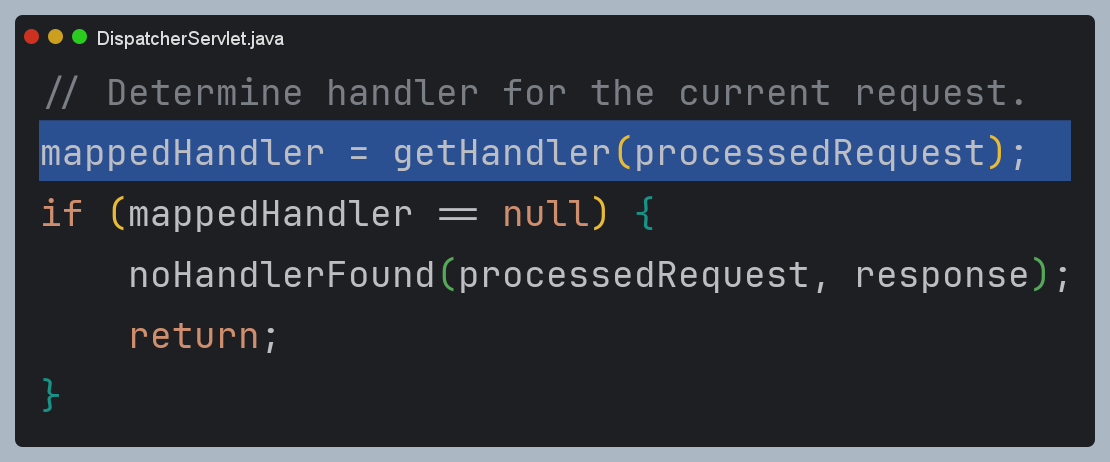 DispatcherServlet.java
// Determine handler for the current request.
mappedHandler = getHandler(processedRequest);
if (mappedHandler == null) {
    noHandlerFound(processedRequest, response);
    return;
}